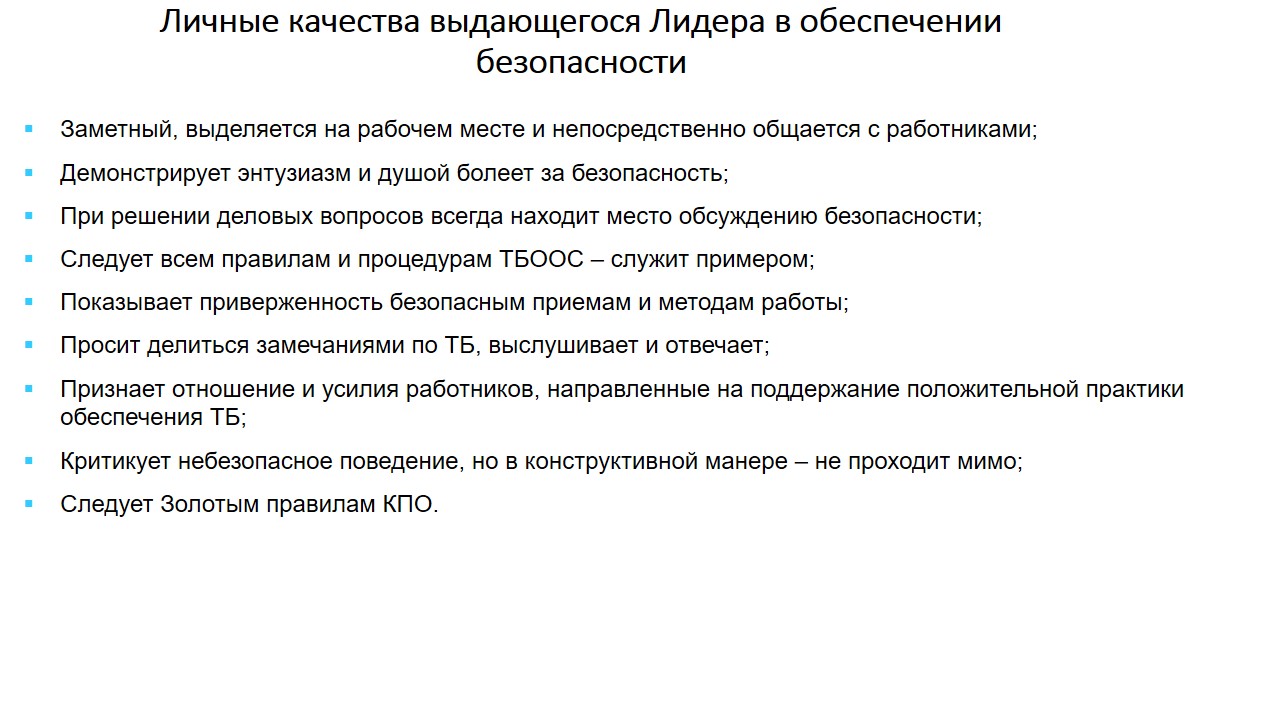 Личные качества выдающегося Лидера в обеспечении
безопасности
Заметный, выделяется на рабочем месте и непосредственно общается с работниками;
Демонстрирует энтузиазм и душой болеет за безопасность;
При решении деловых вопросов всегда находит место обсуждению безопасности;
Следует всем правилам и процедурам ТБООС – служит примером;
Показывает приверженность безопасным приемам и методам работы;
Просит делиться замечаниями по ТБ, выслушивает и отвечает;
Признает отношение и усилия работников, направленные на поддержание положительной практики
обеспечения ТБ;
Критикует небезопасное поведение, но в конструктивной манере – не проходит мимо;
Следует Золотым правилам КПО.